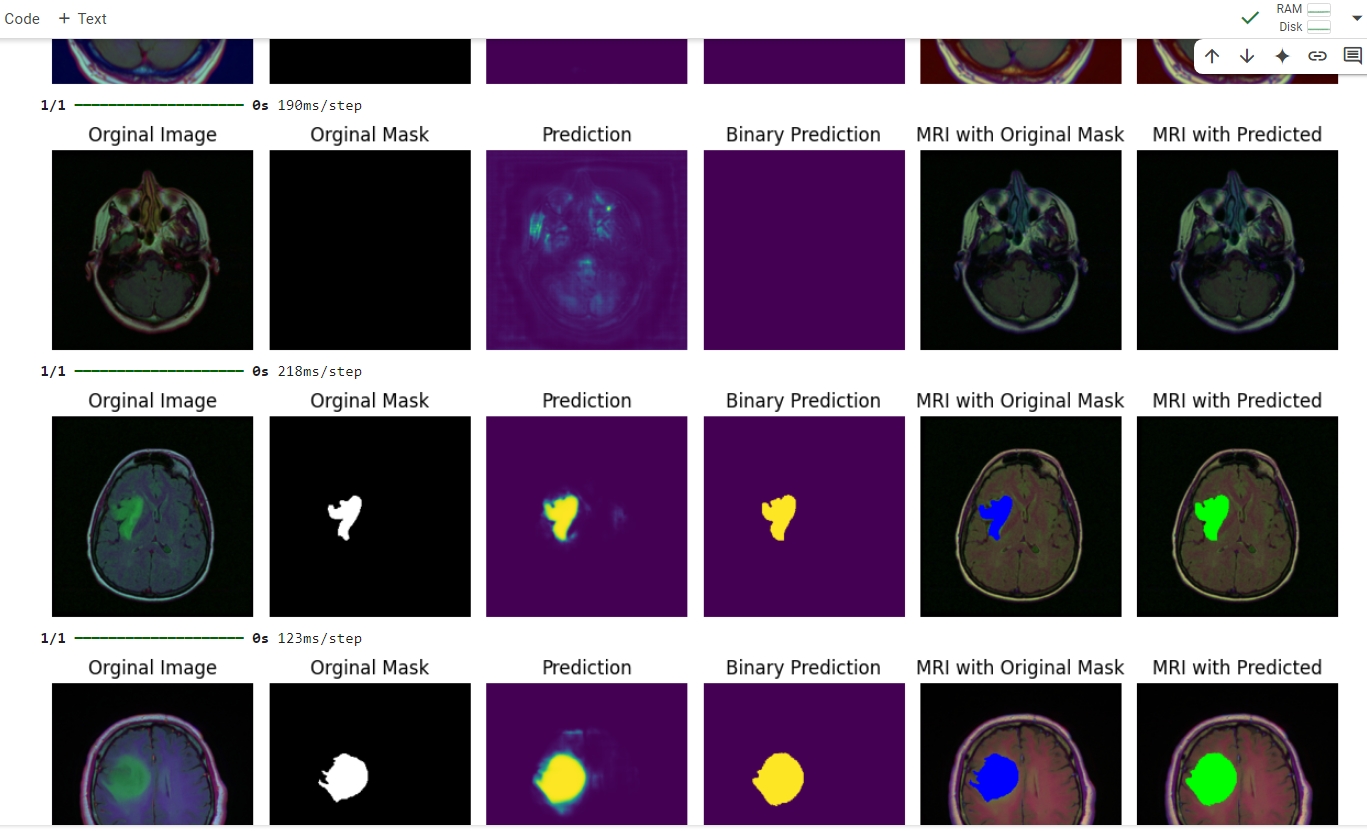 Code + Text
RAM
Disk
1/1 ━━━━━━━━━━━━━━━━━━━━ 0s 190ms/step
Orginal Image Orginal Mask Prediction Binary Prediction MRI with Original Mask MRI with Predicted
1/1 ━━━━━━━━━━━━━━━━━━━━ 0s 218ms/step
Orginal Image Orginal Mask Prediction Binary Prediction MRI with Original Mask MRI with Predicted
1/1 ━━━━━━━━━━━━━━━━━━━━ 0s 123ms/step
Orginal Image Orginal Mask Prediction Binary Prediction MRI with Original Mask MRI with Predicted